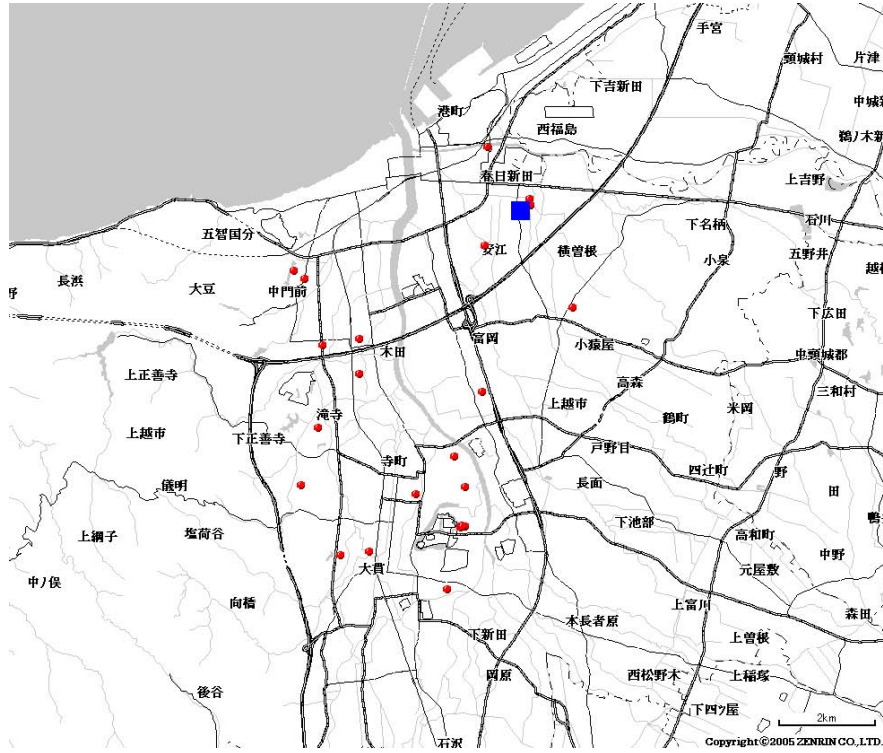 手宮
頸城村
片津
下吉新田
港町
西福島
春日新田
上吉野
石川
下名柄
五智国分
安江
横曽根
小泉
五野井
長浜
大豆
中門前
野
下広田
木田
富岡
小猿屋
中頸城郡
上正善寺
高森
三和村
上越市
米岡
鶴町
滝寺
上越市
下正善寺
寺町
戸野目
四辻町
野
田
儀明
長面
鴨
上綱子
塩荷谷
下池部
高和町
中野
大貫
元屋敷
中ノ俣
向橋
上富川
森田
本長者原
下新田
上曽根
岡原
西松野木
上稲塚
後谷
下四ツ屋
石沢
2km
Copyright©2005 ZENRIN CO., LTD.